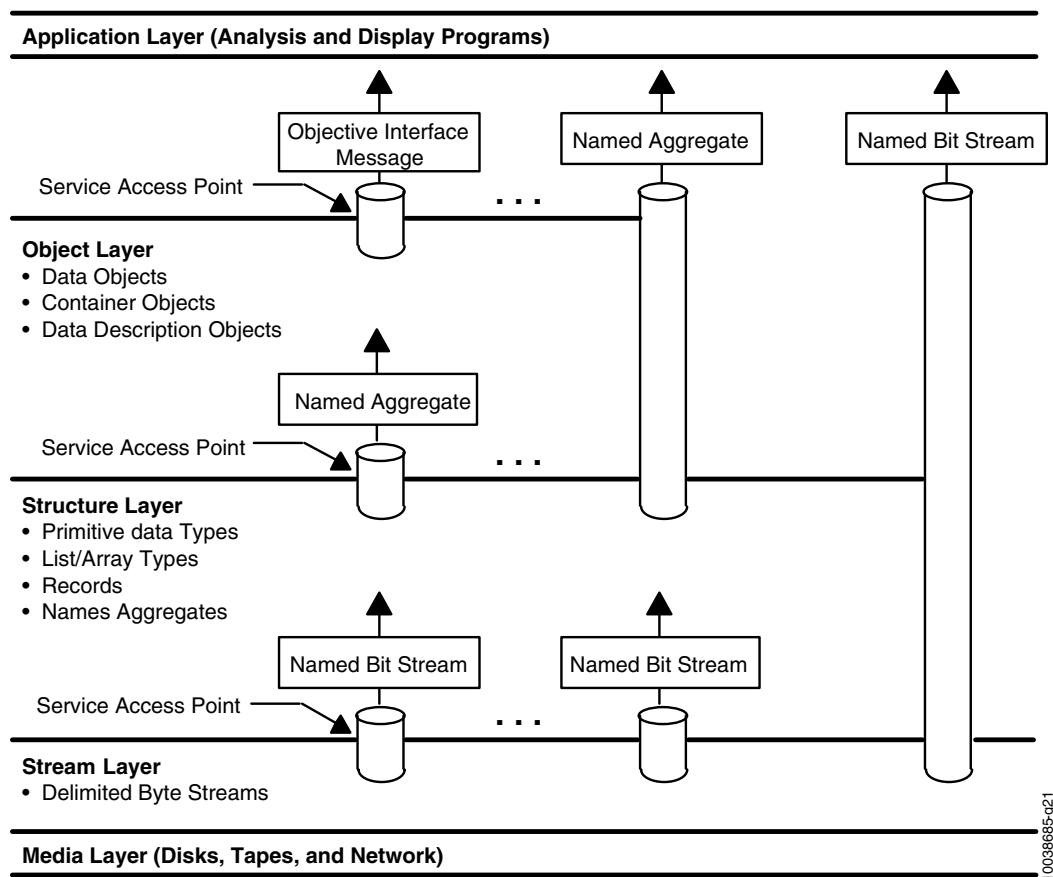 Application Layer (Analysis and Display Programs)
Objective Interface
Message
Named Aggregate
Named Bit Stream
Service Access Point
. . .
Object Layer
• Data Objects
• Container Objects
• Data Description Objects
Named Aggregate
Service Access Point
. . .
Structure Layer
• Primitive data Types
• List/Array Types
• Records
• Names Aggregates
Named Bit Stream
Named Bit Stream
Service Access Point
. . .
Stream Layer
• Delimited Byte Streams
Media Layer (Disks, Tapes, and Network)
10038685-g21